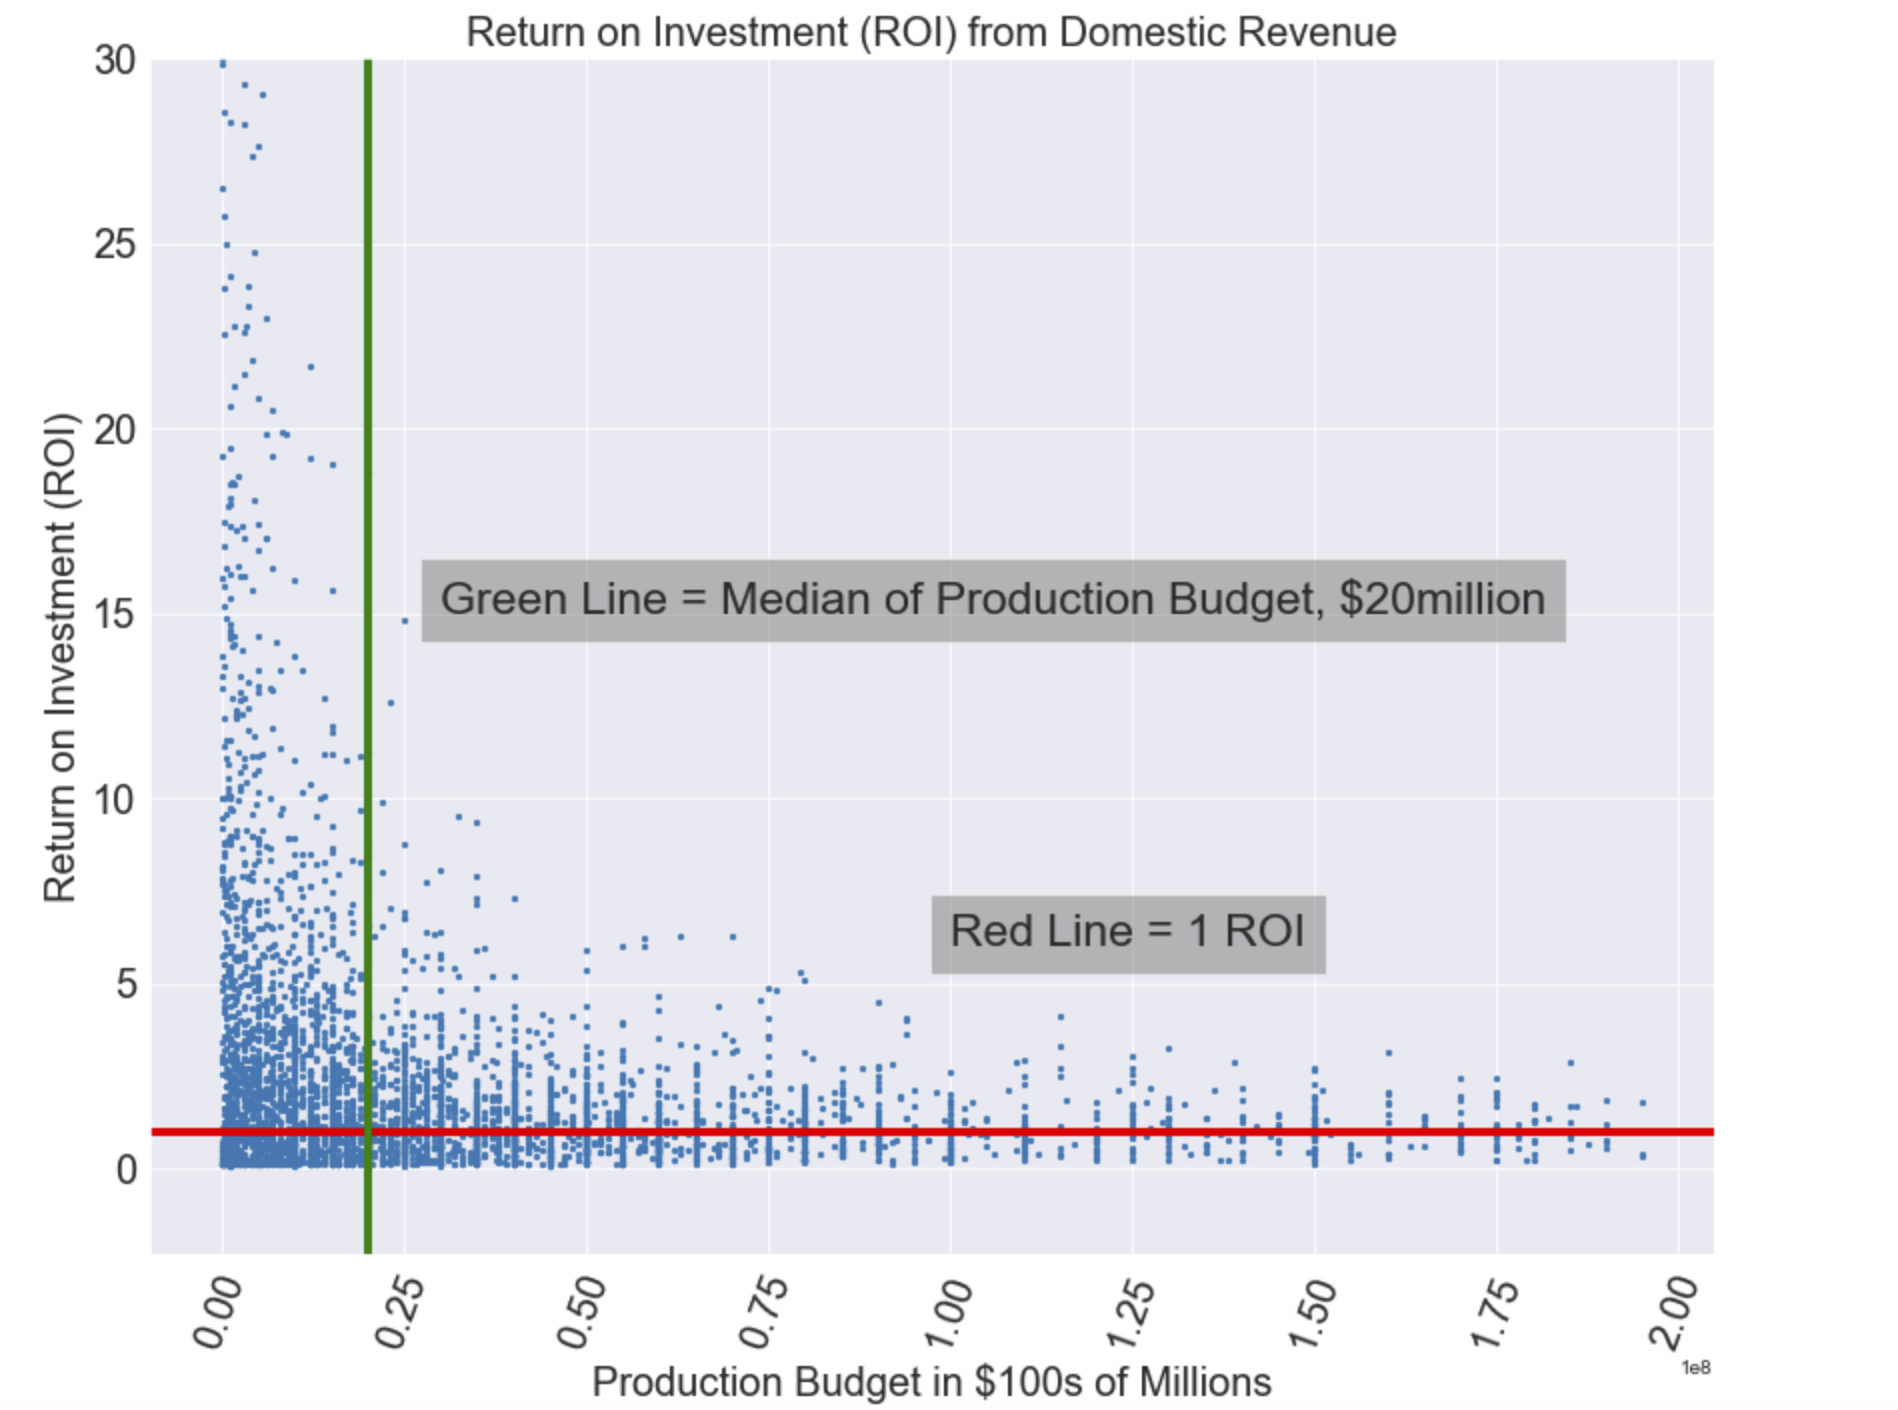 Return on Investment (ROI) from Domestic Revenue
Return on Investment (ROI)
30
25
20
15
10
5
0
Green Line = Median of Production Budget, $20million
Red Line = 1 ROI
0.00
0.25
0.50
0.75
1.00
1.25
1.50
1.75
2.00
1e8
Production Budget in $100s of Millions